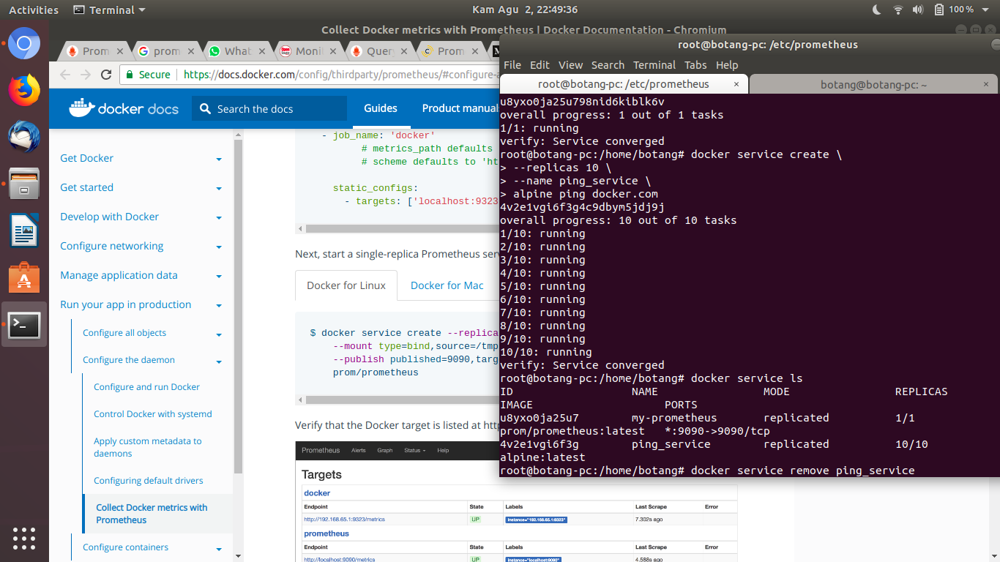 Activities
Terminal
Kam Agu 2, 22:49:36
100 %
Collect Docker metrics with Prometheus | Docker Documentation - Chromium
Prom
prom
What
Monit
Query
Prom
Secure
https://docs.docker.com/config/thirdparty/prometheus/#configure-
docker docs
Search the docs
Guides
Product manual
Get Docker
Get started
Develop with Docker
Configure networking
Manage application data
Run your app in production
Configure all objects
Configure the daemon
Configure and run Docker
Control Docker with systemd
Apply custom metadata to
daemons
Configuring default drivers
Collect Docker metrics with
Prometheus
Configure containers
- job_name: 'docker'
# metrics_path defaults
# scheme defaults to 'ht
static_configs:
- targets: ['localhost:9323
Next, start a single-replica Prometheus ser
Docker for Linux
Docker for Mac
$ docker service create --replica
--mount type=bind,source=/tmp
--publish published=9090,targ
prom/prometheus
Verify that the Docker target is listed at http
Prometheus Alerts Graph Status Help
Targets
docker
Endpoint State Labels Last Scrape Error
http://192.168.65.1:9323/metrics UP instance="192.168.65.1:9323" 7.302s ago
prometheus
Endpoint State Labels Last Scrape Error
http://localhost:9090/metrics UP instance="localhost:9090" 4.588s ago
root@botang-pc: /etc/prometheus
File Edit View Search Terminal Tabs Help
root@botang-pc: /etc/prometheus
botang@botang-pc: ~
u8yxo0ja25u798nid6kiblk6v
overall progress: 1 out of 1 tasks
1/1: running
verify: Service converged
root@botang-pc:/home/botang# docker service create \
> --replicas 10 \
> --name ping_service \
> alpine ping docker.com
4v2e1vgi6f3g4c9dbym5jdj9j
overall progress: 10 out of 10 tasks
1/10: running
2/10: running
3/10: running
4/10: running
5/10: running
6/10: running
7/10: running
8/10: running
9/10: running
10/10: running
verify: Service converged
root@botang-pc:/home/botang# docker service ls
ID NAME MODE REPLICAS
IMAGE PORTS
u8yxo0ja25u7 my-prometheus replicated 1/1
prom/prometheus:latest *:9090->9090/tcp
4v2e1vgi6f3g ping_service replicated 10/10
alpine:latest
root@botang-pc:/home/botang# docker service remove ping_service